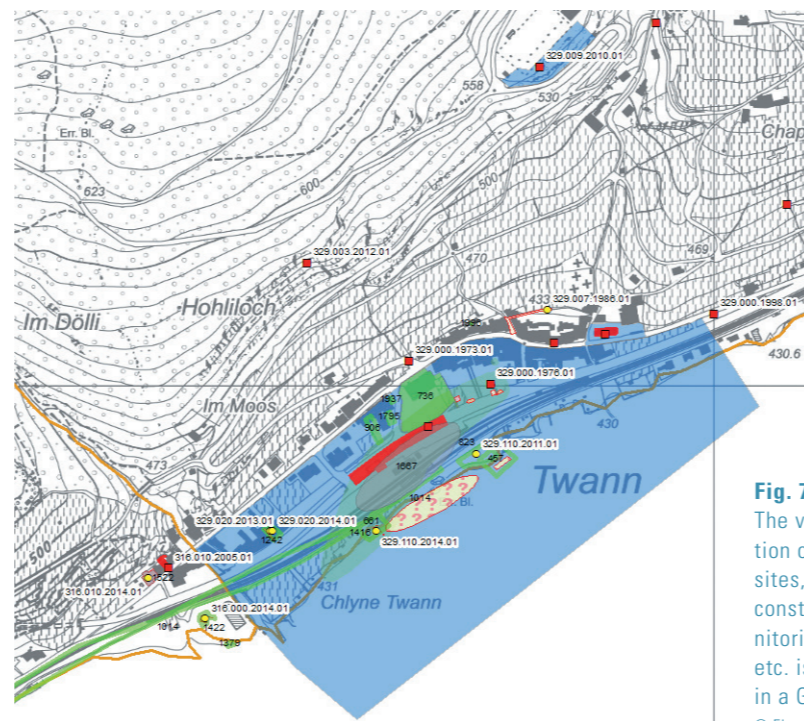 329.009.2010.01
558
530
Err. Bl.
Chap
623
600
500
469
329.003.2012.01
470
Hohliloch
433
329.007.1986.01
329.000.1998.01
Im Dölli
1996
430.6
329.000.1973.01
329.000.1976.01
1937
736
Im Moos
1795
906
430
473
823
329.110.2011.01
457
1667
Twann
1014
Bl.
329.020.2013.01
329.020.2014.01
661
1242
1416
329.110.2014.01
500
316.010.2005.01
1522
316.010.2014.01
431
Chlyne Twann
316.000.2014.01
1014
1422
1379
Fig. 7
The v
tion o
sites,
const
nitori
etc. is
in a G